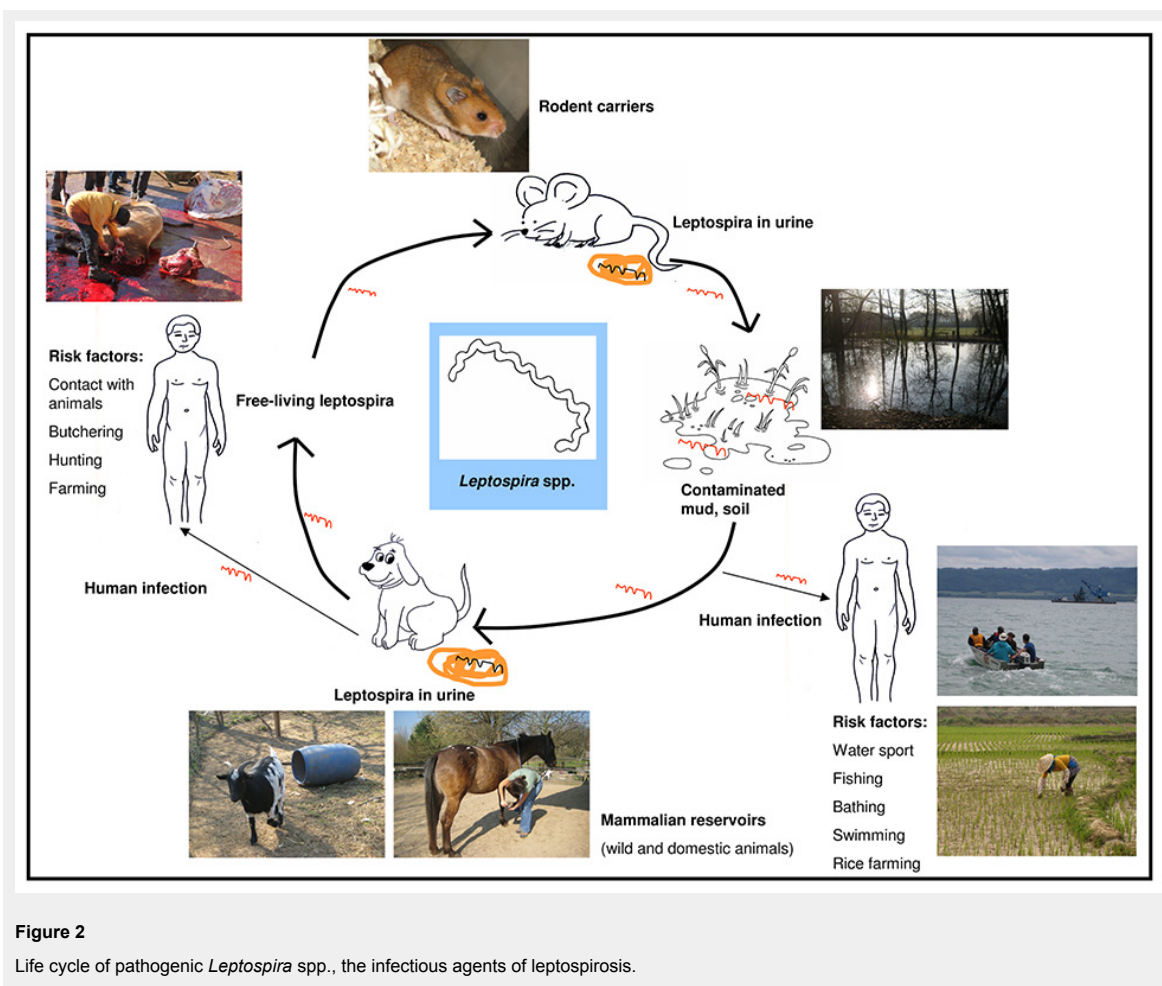 Rodent carriers
Leptospira in urine
Risk factors:
Contact with
animals
Butchering
Hunting
Farming
Free-living leptospira
Leptospira spp.
Contaminated
mud, soil
Human infection
Human infection
Leptospira in urine
Mammalian reservoirs
(wild and domestic animals)
Risk factors:
Water sport
Fishing
Bathing
Swimming
Rice farming
Figure 2
Life cycle of pathogenic Leptospira spp., the infectious agents of leptospirosis.